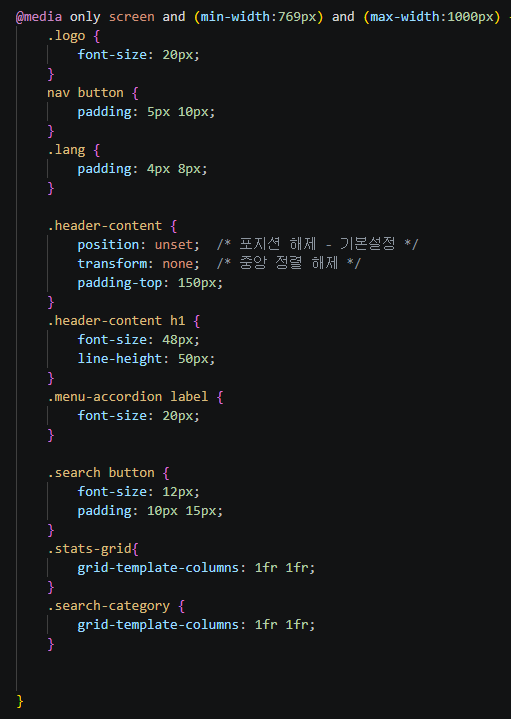 @media only screen and (min-width:769px) and (max-width:1000px)
    .logo {
        font-size: 20px;
    }
    nav button {
        padding: 5px 10px;
    }
    .lang {
        padding: 4px 8px;
    }

    .header-content {
        position: unset;  /* 포지션 해제 - 기본설정 */
        transform: none;  /* 중앙 정렬 해제 */
        padding-top: 150px;
    }
    .header-content h1 {
        font-size: 48px;
        line-height: 50px;
    }
    .menu-accordion label {
        font-size: 20px;
    }

    .search button {
        font-size: 12px;
        padding: 10px 15px;
    }
    .stats-grid{
        grid-template-columns: 1fr 1fr;
    }
    .search-category {
        grid-template-columns: 1fr 1fr;
    }


}